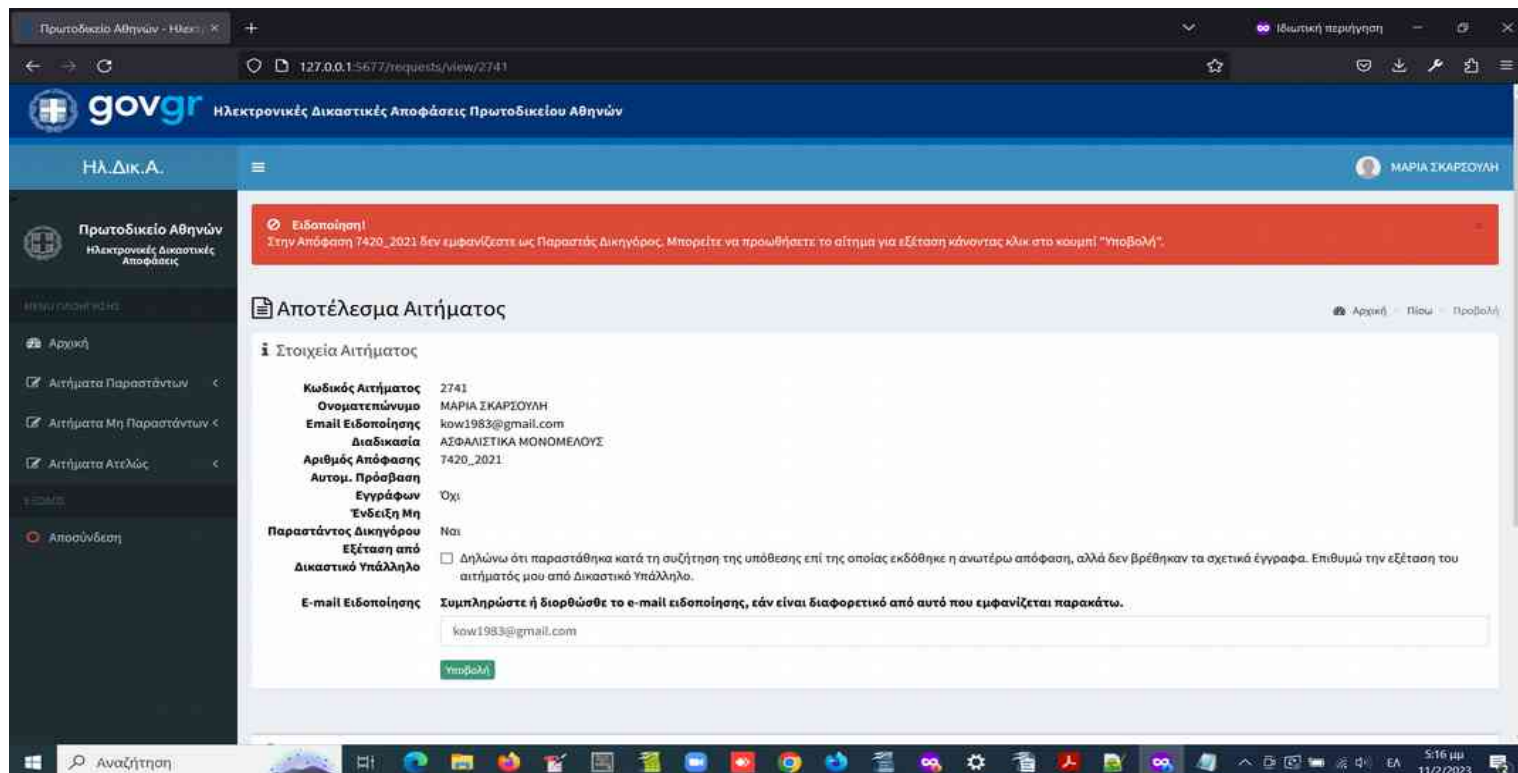 Πρωτοδικείο Αθηνών - Ηλεκτρ
Ιδιωτική περιήγηση
127.0.0.1:5677/requests/view/2741
govgr Ηλεκτρονικές Δικαστικές Αποφάσεις Πρωτοδικείου Αθηνών
Ηλ.Δικ.Α.
ΜΑΡΙΑ ΣΚΑΡΣΟΥΛΗ
Πρωτοδικείο Αθηνών
Ηλεκτρονικές Δικαστικές
Αποφάσεις
Ειδοποίηση!
Στην Απόφαση 7420_2021 δεν εμφανίζεστε ως Παραστάς Δικηγόρος. Μπορείτε να προωθήσετε το αίτημα για εξέταση κάνοντας κλικ στο κουμπί "Υποβολή".
ΜΕΝΟΥ ΠΛΟΗΓΗΣΗΣ
Αρχική
Αιτήματα Παραστάντων
Αιτήματα Μη Παραστάντων
Αιτήματα Ατελώς
ΕΞΟΔΟΣ
Αποσύνδεση
Αποτέλεσμα Αιτήματος
Αρχική Πίσω Προβολή
Στοιχεία Αιτήματος
Κωδικός Αιτήματος 2741
Ονοματεπώνυμο ΜΑΡΙΑ ΣΚΑΡΣΟΥΛΗ
Email Ειδοποίησης kow1983@gmail.com
Διαδικασία ΑΣΦΑΛΙΣΤΙΚΑ ΜΟΝΟΜΕΛΟΥΣ
Αριθμός Απόφασης 7420_2021
Αυτομ. Πρόσβαση
Εγγράφων Όχι
Ένδειξη Μη
Παραστάντος Δικηγόρου Ναι
Εξέταση από
Δικαστικό Υπάλληλο
Δηλώνω ότι παραστάθηκα κατά τη συζήτηση της υπόθεσης επί της οποίας εκδόθηκε η ανωτέρω απόφαση, αλλά δεν βρέθηκαν τα σχετικά έγγραφα. Επιθυμώ την εξέταση του
αιτήματός μου από Δικαστικό Υπάλληλο.
E-mail Ειδοποίησης Συμπληρώστε ή διορθώσθε το e-mail ειδοποίησης, εάν είναι διαφορετικό από αυτό που εμφανίζεται παρακάτω.
kow1983@gmail.com
Υποβολή
Αναζήτηση
ΕΛ
5:16 μμ
11/2/2023